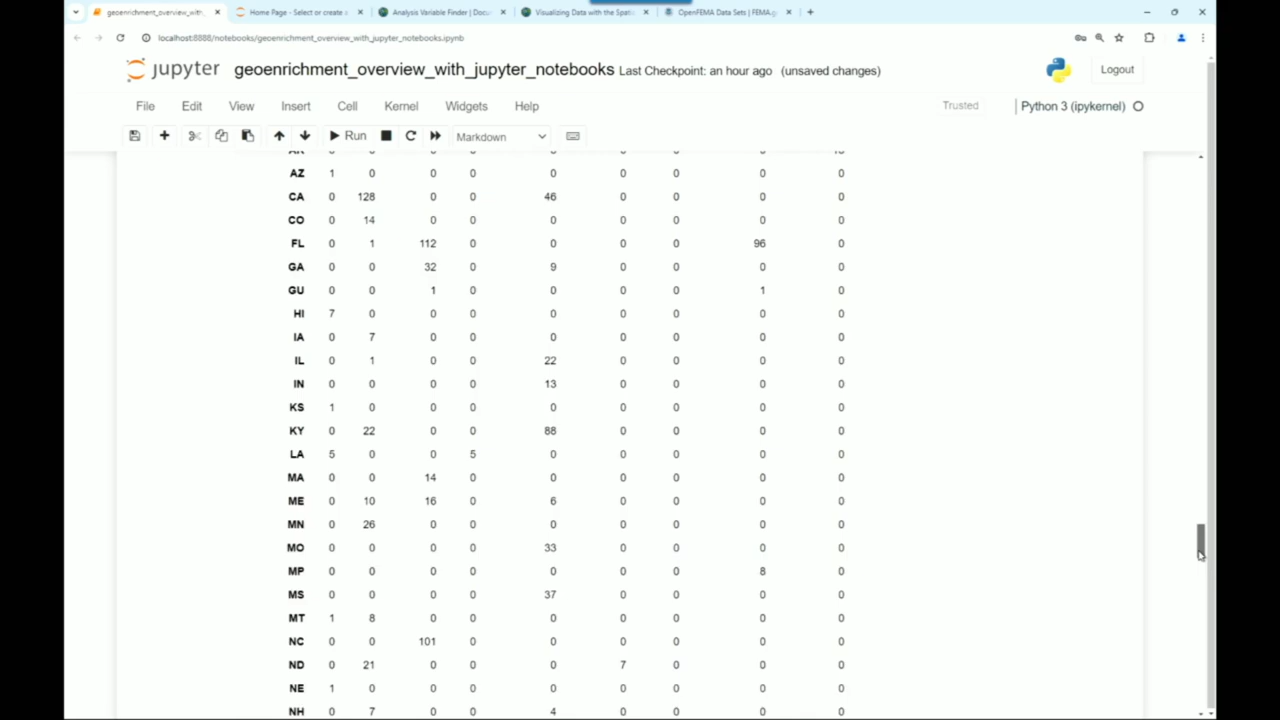 geoenrichment_overview_with_ Home Page - Select or create a Analysis Variable Finder | Docu Visualizing Data with the Spatia OpenFEMA Data Sets | FEMA.g
localhost:8888/notebooks/geoenrichment_overview_with_jupyter_notebooks.ipynb
jupyter geoenrichment_overview_with_jupyter_notebooks Last Checkpoint: an hour ago (unsaved changes) Logout
File Edit View Insert Cell Kernel Widgets Help Trusted Python 3 (ipykernel)
Run Markdown
AZ 1 0 0 0 0 0 0 0 0
CA 0 128 0 0 46 0 0 0 0
CO 0 14 0 0 0 0 0 0 0
FL 0 1 112 0 0 0 0 96 0
GA 0 0 32 0 9 0 0 0 0
GU 0 0 1 0 0 0 0 1 0
HI 7 0 0 0 0 0 0 0 0
IA 0 7 0 0 0 0 0 0 0
IL 0 1 0 0 22 0 0 0 0
IN 0 0 0 0 13 0 0 0 0
KS 1 0 0 0 0 0 0 0 0
KY 0 22 0 0 88 0 0 0 0
LA 5 0 0 5 0 0 0 0 0
MA 0 0 14 0 0 0 0 0 0
ME 0 10 16 0 6 0 0 0 0
MN 0 26 0 0 0 0 0 0 0
MO 0 0 0 0 33 0 0 0 0
MP 0 0 0 0 0 0 0 8 0
MS 0 0 0 0 37 0 0 0 0
MT 1 8 0 0 0 0 0 0 0
NC 0 0 101 0 0 0 0 0 0
ND 0 21 0 0 0 7 0 0 0
NE 1 0 0 0 0 0 0 0 0
NH 0 7 0 0 4 0 0 0 0